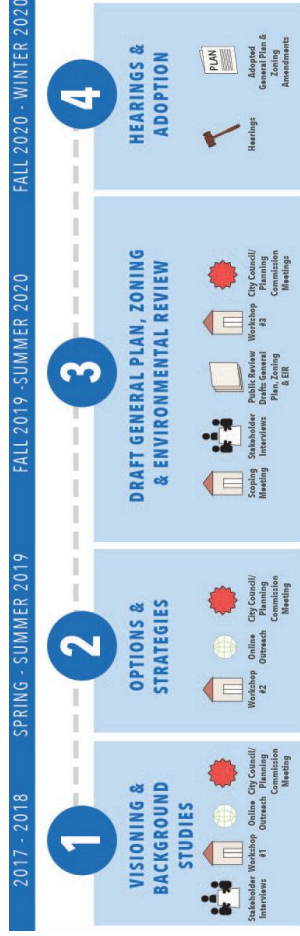 2017 - 2018
SPRING - SUMMER 2019
FALL 2019 -SUMMER 2020
FALL 2020 - WINTER 2020
1
VISIONING &
BACKGROUND
STUDIES
Stakeholder
Interviews
Workshop
#1
Online
Outreach
City Council/
Planning
Commission
Meeting
2
OPTIONS &
STRATEGIES
Workshop
#2
Online
Outreach
City Council/
Planning
Commission
Meeting
3
DRAFT GENERAL PLAN, ZONING
& ENVIRONMENTAL REVIEW
Scoping
Meeting
Stakeholder
Interviews
Public Review
Drafts General
Plan, Zoning
& EIR
Workshop
#3
City Council/
Planning
Commission
Meetings
4
HEARINGS &
ADOPTION
Hearings
PLAN
Adopted
General Plan &
Zoning
Amendments